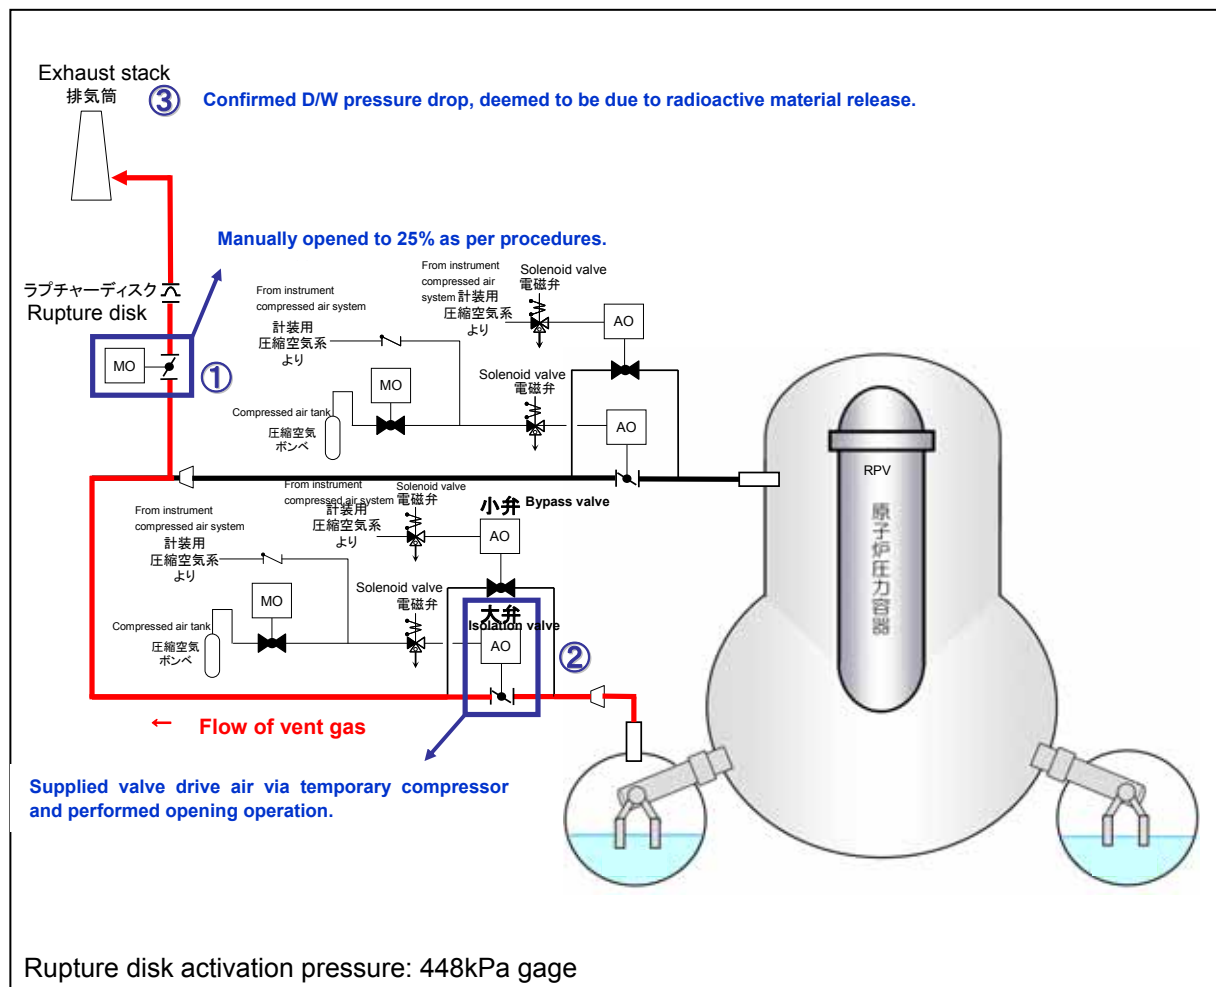 Exhaust stack
排気筒
③
Confirmed D/W pressure drop, deemed to be due to radioactive material release.
Manually opened to 25% as per procedures.
ラプチャーディスク
Rupture disk
MO
①
From instrument
compressed air system
計装用
圧縮空気系
より
From instrument
compressed air
system 計装用
圧縮空気系
より
Solenoid valve
電磁弁
AO
MO
Solenoid valve
電磁弁
AO
Compressed air tank
圧縮空気
ボンベ
RPV
原子炉圧力容器
From instrument
compressed air system
計装用
圧縮空気系
より
Solenoid valve
電磁弁
小弁 Bypass valve
AO
From instrument
compressed air system
計装用
圧縮空気系
より
MO
Solenoid valve
電磁弁
大弁
Isolation valve
AO
②
Compressed air tank
圧縮空気
ボンベ
← Flow of vent gas
Supplied valve drive air via temporary compressor
and performed opening operation.
Rupture disk activation pressure: 448kPa gage